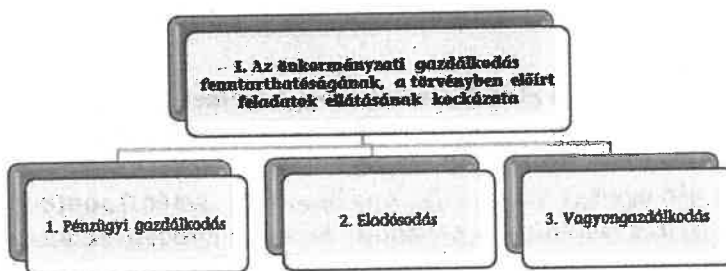 I. Az önkormányzati gazdálkodás
fenntarthatóságának, a törvényben előírt
feladatok ellátásának kockázata
1. Pénzügyi gazdálkodás
2. Eladósodás
3. Vagyongazdálkodás